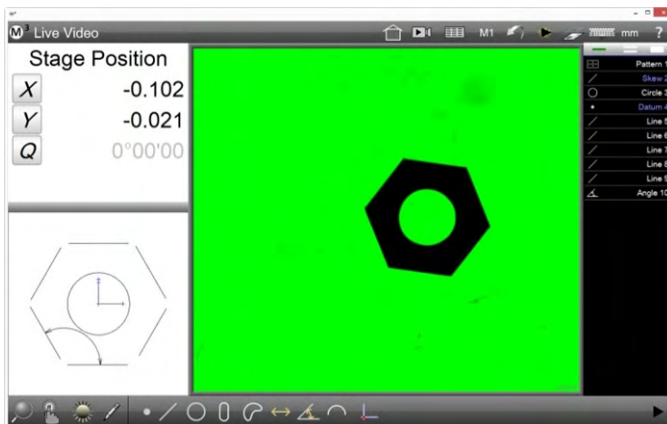 M3 Live Video
M1
mm
?
Stage Position
X -0.102
Y -0.021
Q 0°00'00
Pattern 1
Skew 2
Circle 3
Datum 4
Line 5
Line 6
Line 7
Line 8
Line 9
Angle 10